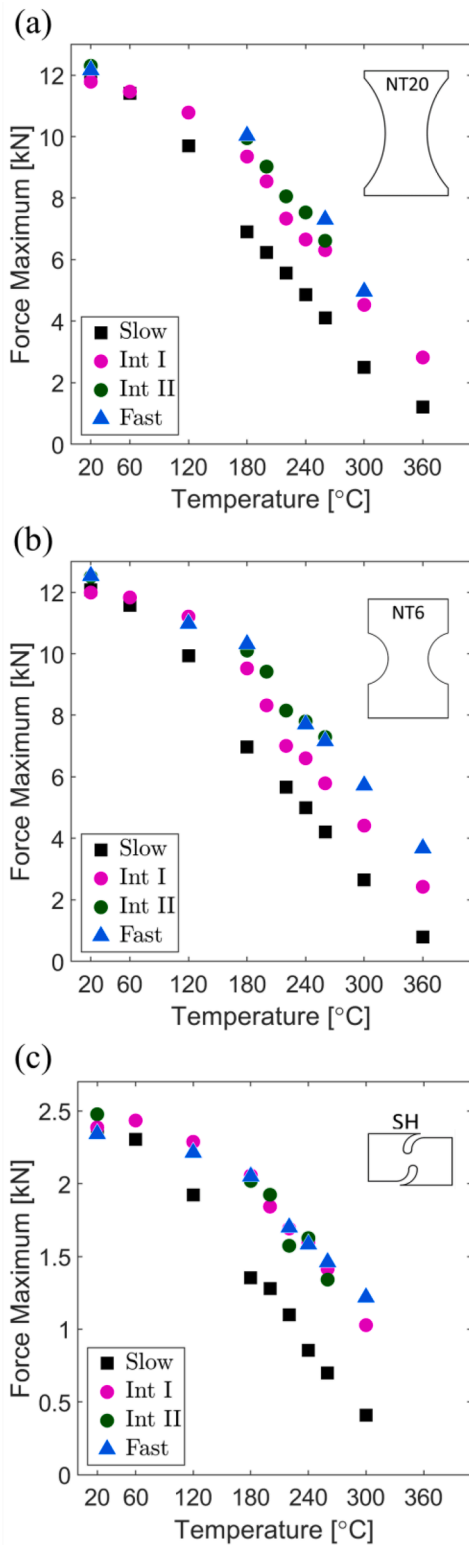 (a)
Force Maximum [kN]
12
10
8
6
4
2
0
NT20
Slow
Int I
Int II
Fast
20 60 120 180 240 300 360
Temperature [°C]
(b)
Force Maximum [kN]
12
10
8
6
4
2
0
NT6
Slow
Int I
Int II
Fast
20 60 120 180 240 300 360
Temperature [°C]
(c)
Force Maximum [kN]
2.5
2
1.5
1
0.5
0
SH
Slow
Int I
Int II
Fast
20 60 120 180 240 300 360
Temperature [°C]